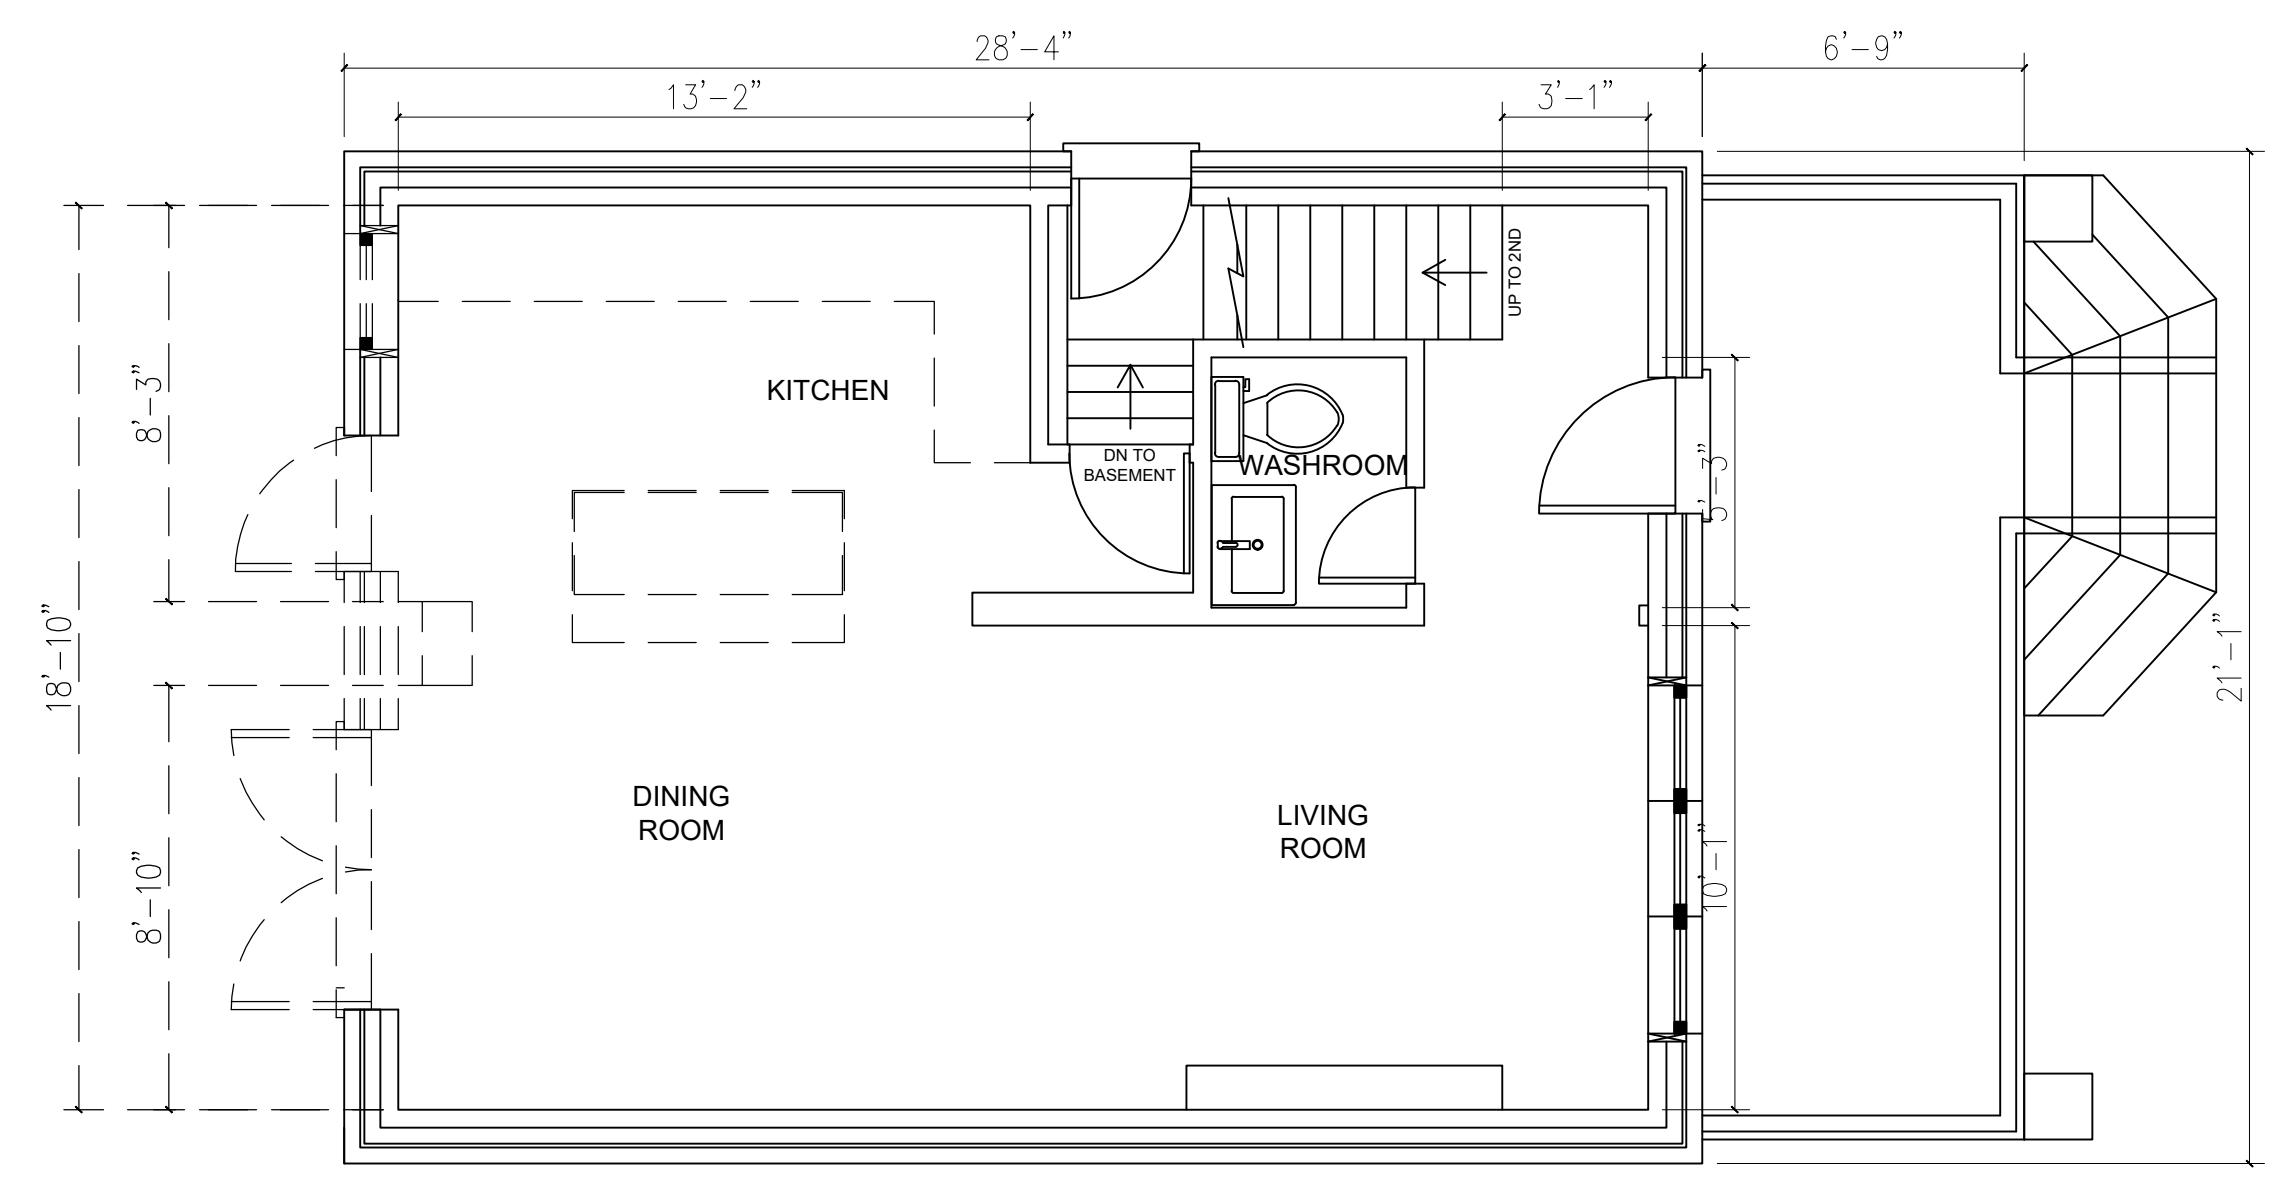 28’-4”
6’-9”
13’-2”
3’-1”
UP TO 2ND
KITCHEN
8’-3”
DN TO
BASEMENT
WASHROOM
5’-3”
18’-10”
21’-1”
DINING
ROOM
LIVING
ROOM
8’-10”
10’-1”